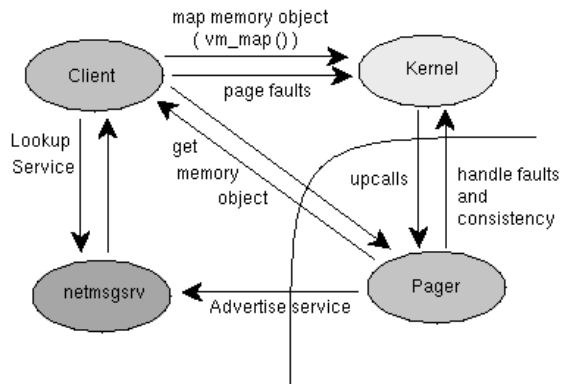 map memory object
( vm_map () )
Client
Kernel
page faults
Lookup
Service
get
memory
object
upcalls
handle faults
and
consistency
netmsgsrv
Advertise service
Pager